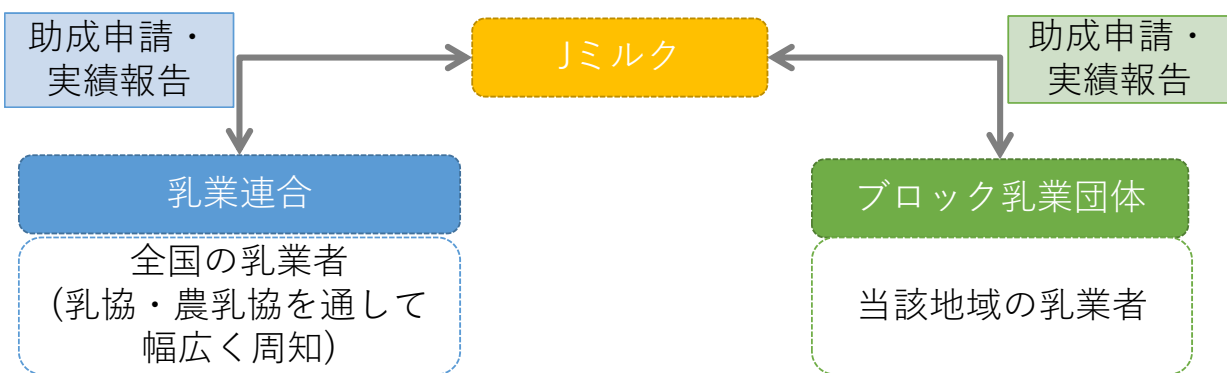 助成申請・
実績報告
Jミルク
助成申請・
実績報告
乳業連合
全国の乳業者
(乳協・農乳協を通して
幅広く周知)
ブロック乳業団体
当該地域の乳業者